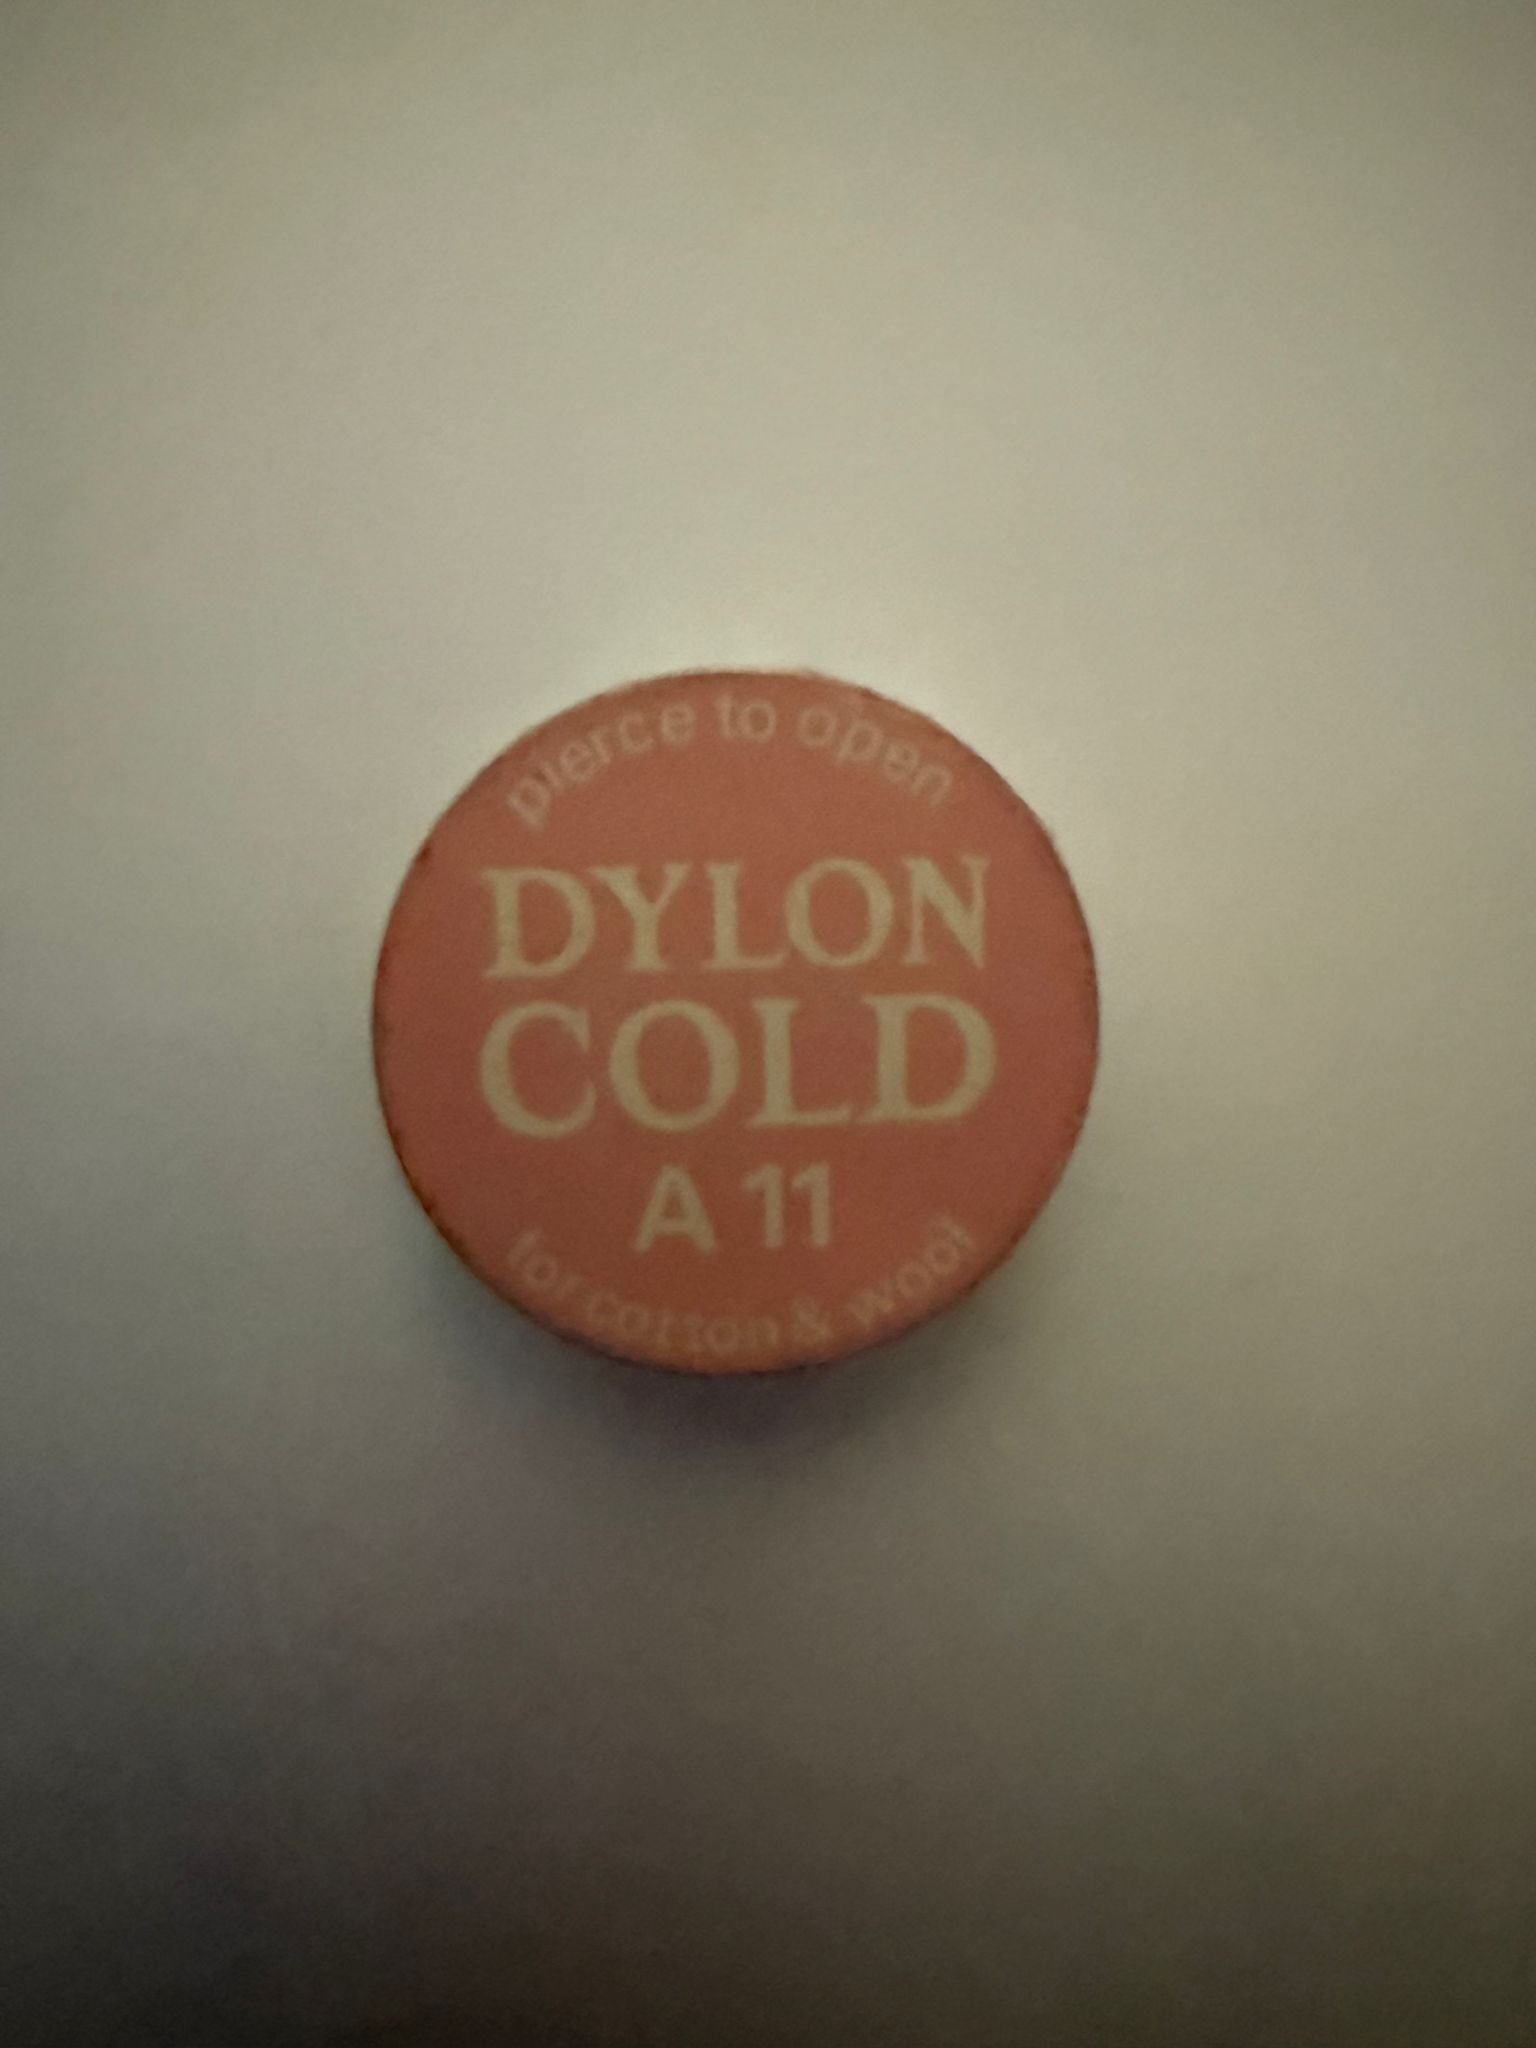 pierce to open
DYLON
COLD
A 11
for cotton & wool